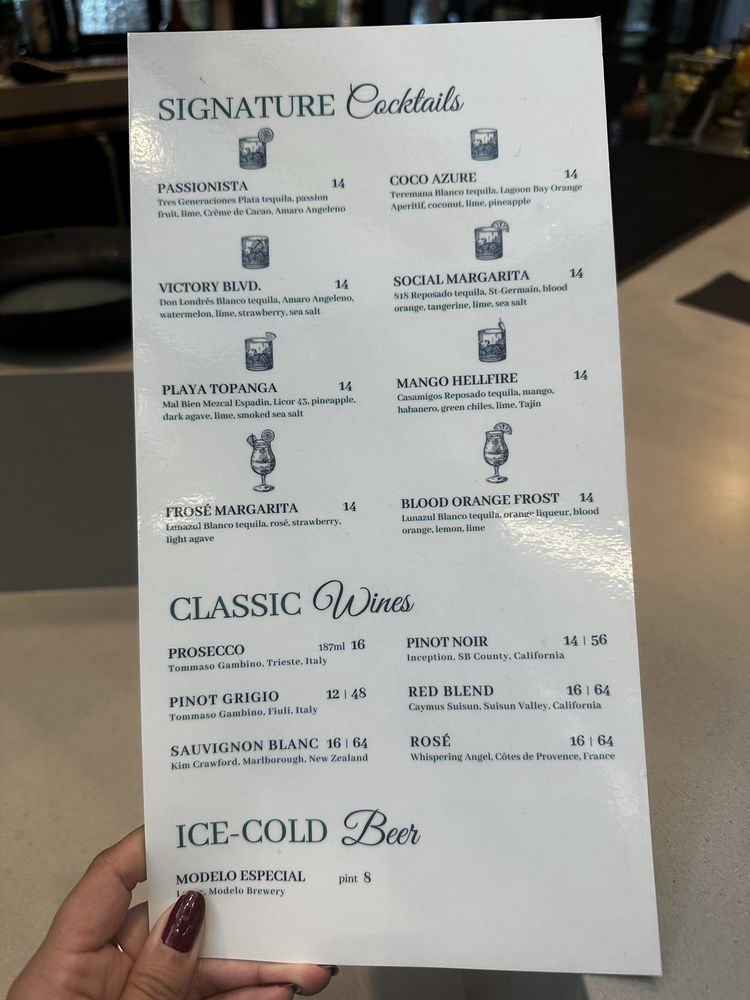 SIGNATURE Cocktails
PASSIONISTA 14
Tres Generaciones Plata tequila, passion
fruit, lime, Crème de Cacao, Amaro Angeleno
COCO AZURE 14
Teremana Blanco tequila, Lagoon Bay Orange
Aperitif, coconut, lime, pineapple
VICTORY BLVD. 14
Don Londrés Blanco tequila, Amaro Angeleno,
watermelon, lime, strawberry, sea salt
SOCIAL MARGARITA 14
818 Reposado tequila, St-Germain, blood
orange, tangerine, lime, sea salt
PLAYA TOPANGA 14
Mal Bien Mezcal Espadin, Licor 43, pineapple,
dark agave, lime, smoked sea salt
MANGO HELLFIRE 14
Casamigos Reposado tequila, mango,
habanero, green chiles, lime, Tajín
FROSÉ MARGARITA 14
Lunazul Blanco tequila, rosé, strawberry,
light agave
BLOOD ORANGE FROST 14
Lunazul Blanco tequila, orange liqueur, blood
orange, lemon, lime
CLASSIC Wines
PROSECCO 187ml 16
Tommaso Gambino, Trieste, Italy
PINOT NOIR 14 | 56
Inception, SB County, California
PINOT GRIGIO 12 | 48
Tommaso Gambino, Fiuli, Italy
RED BLEND 16 | 64
Caymus Suisun, Suisun Valley, California
SAUVIGNON BLANC 16 | 64
Kim Crawford, Marlborough, New Zealand
ROSÉ 16 | 64
Whispering Angel, Côtes de Provence, France
ICE-COLD Beer
MODELO ESPECIAL pint 8
Modelo Brewery